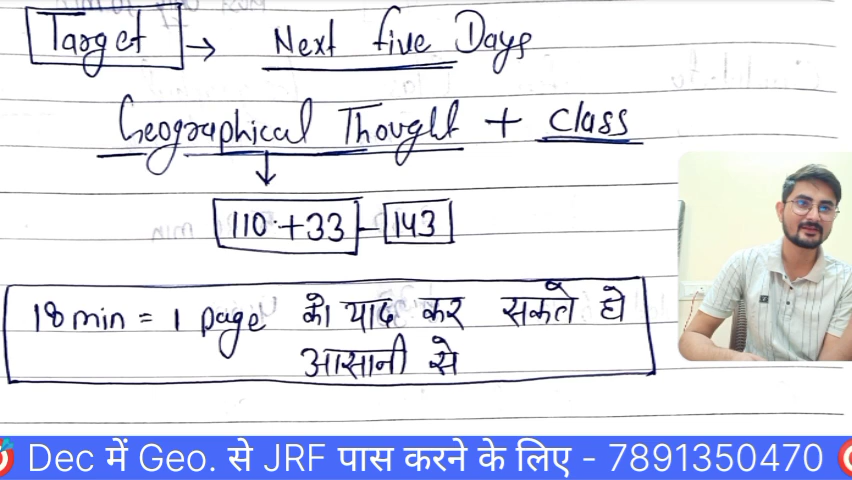 Target → Next five Days
Geographical Thought + Class
↓
110 + 33 - 143
18 min = 1 page को याद कर सकते हो
आसानी से
🎯 Dec में Geo. से JRF पास करने के लिए - 7891350470 🎯